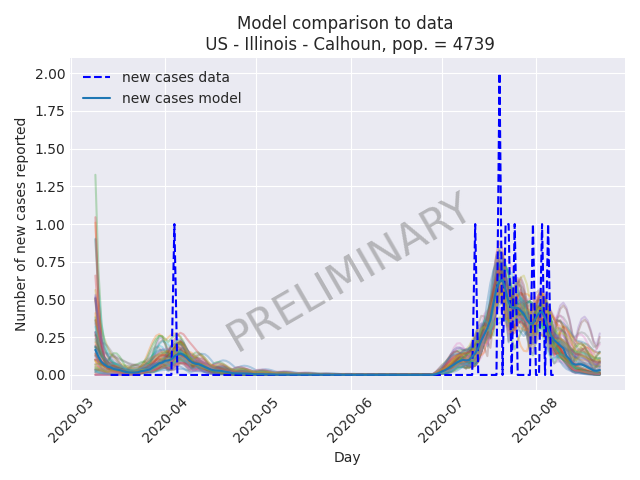 Model comparison to data
US - Illinois - Calhoun, pop. = 4739
new cases data
new cases model
PRELIMINARY
Number of new cases reported
2.00
1.75
1.50
1.25
1.00
0.75
0.50
0.25
0.00
2020-03
2020-04
2020-05
2020-06
2020-07
2020-08
Day